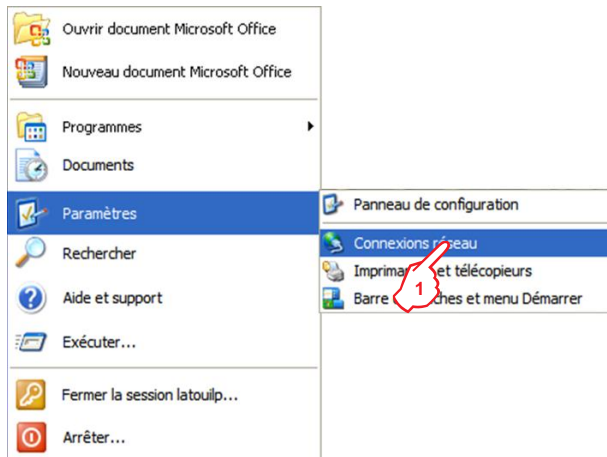 Ouvrir document Microsoft Office
Nouveau document Microsoft Office
Programmes
Documents
Paramètres
Rechercher
Aide et support
Exécuter...
Fermer la session latouilp...
Arrêter...
Panneau de configuration
Connexions réseau
et télécopieurs
Barre et menu Démarrer
1